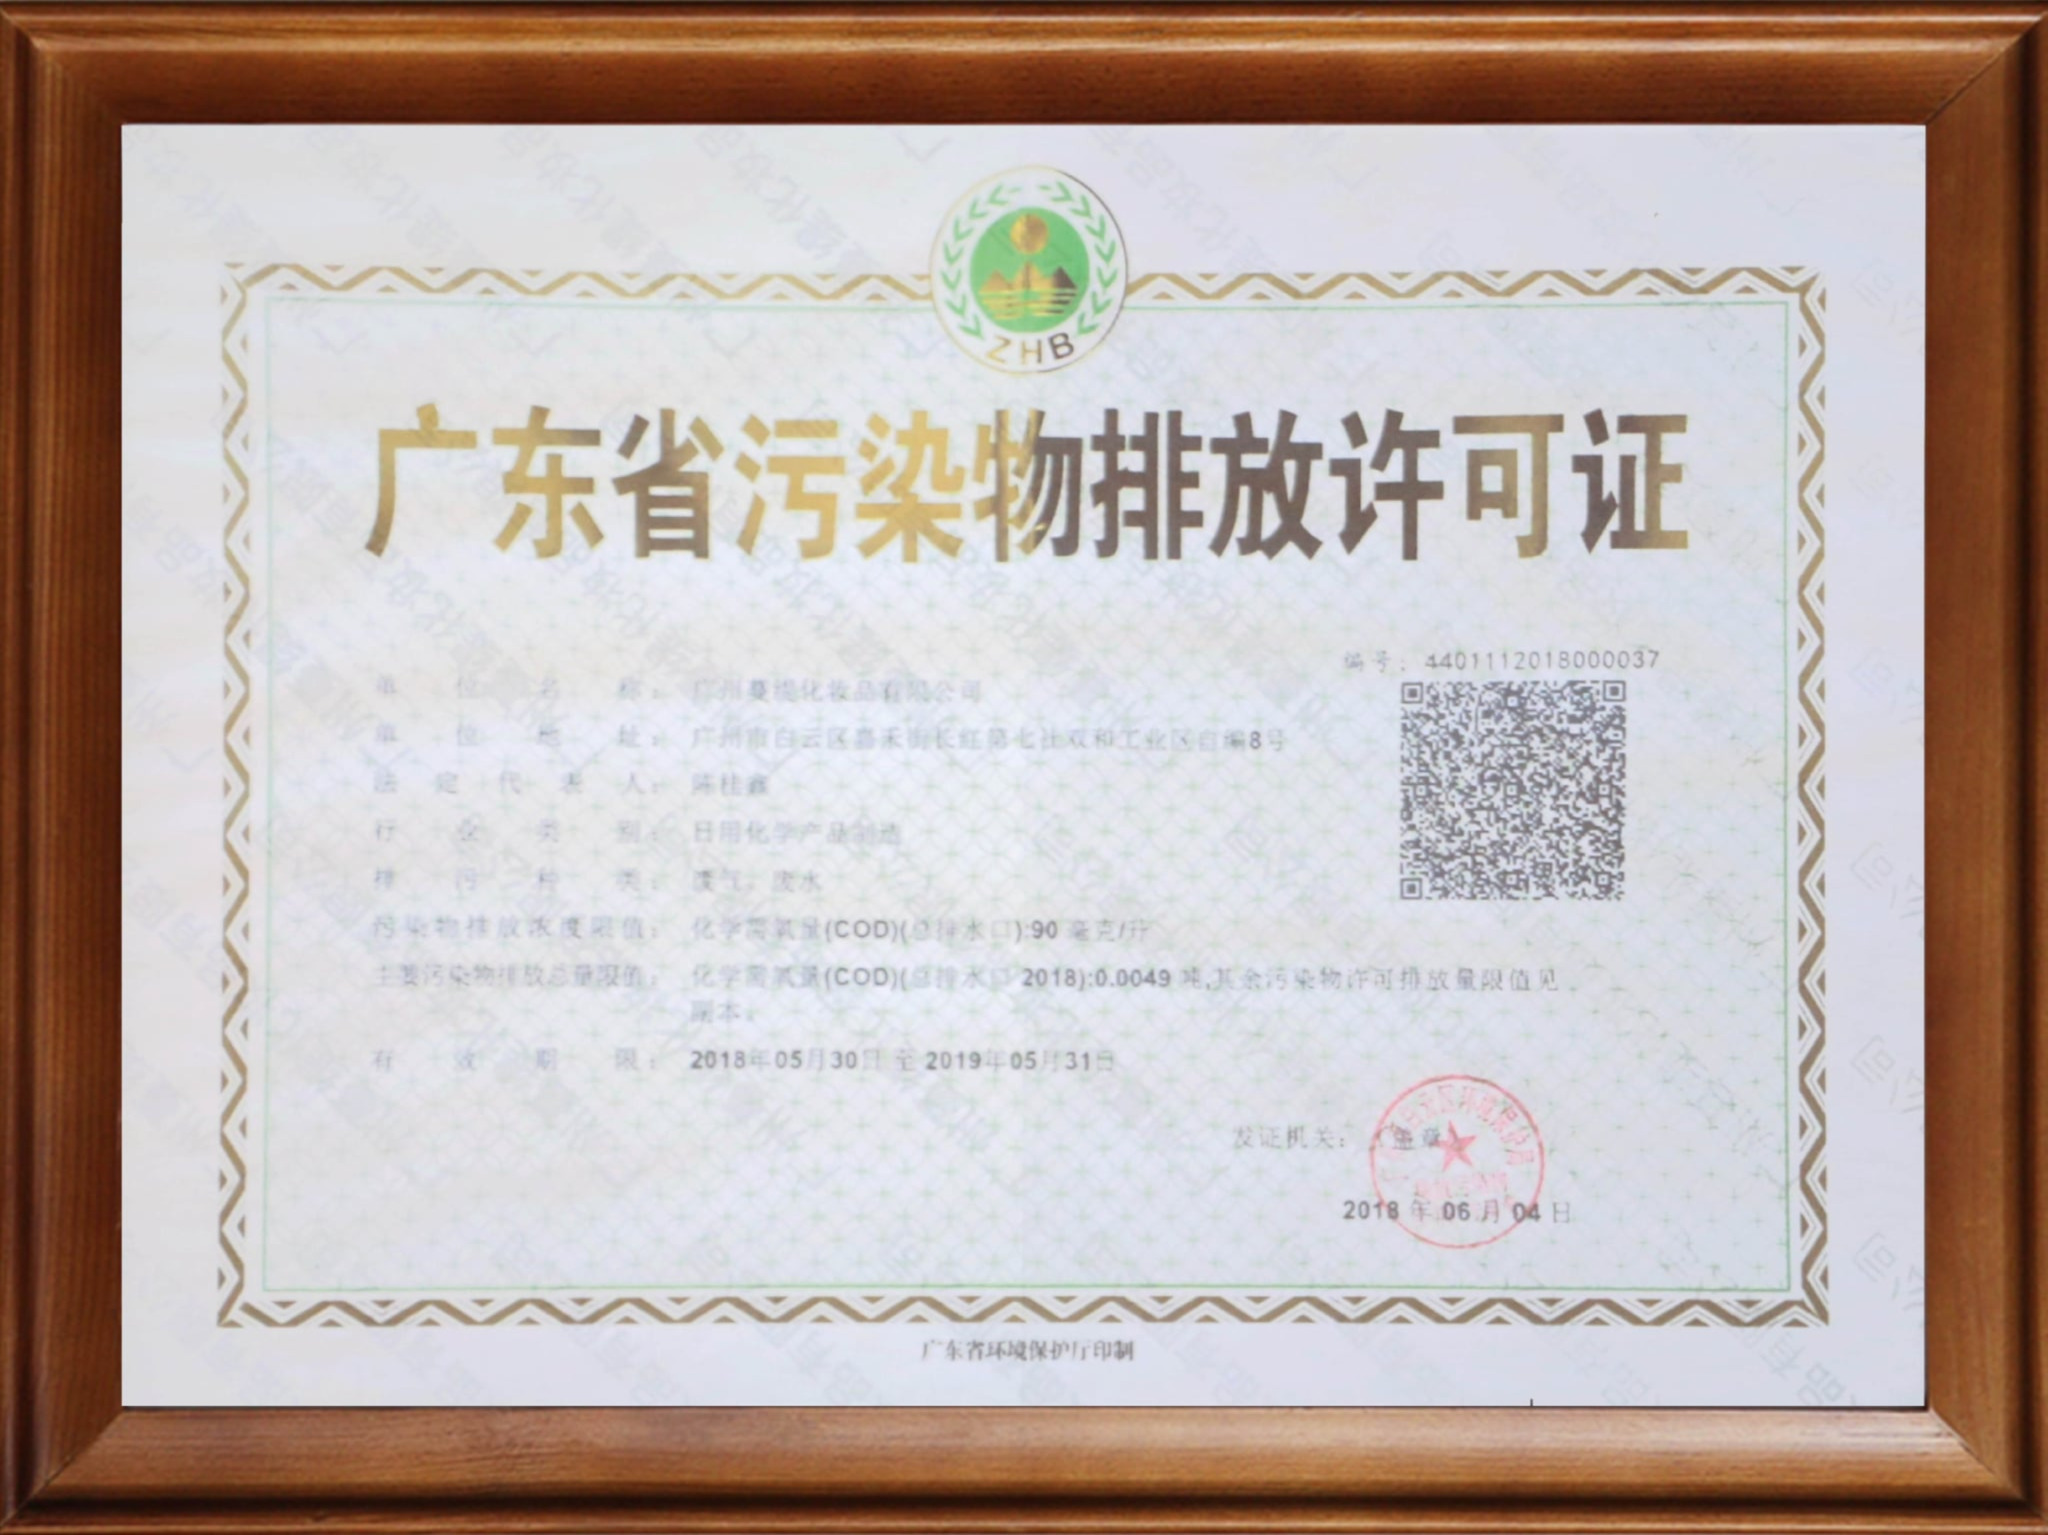 ZHB
广东省污染物排放许可证
编号：4401112018000037
单位名称：广州蔓缇化妆品有限公司
单位地址：广州市白云区嘉禾街长红第七社双和工业区自编8号
法定代表人：陈桂鑫
行业类别：日用化学产品制造
排污种类：废气、废水
污染物排放浓度限值：化学需氧量(COD)(总排水口):90 毫克/升
主要污染物排放总量限值：化学需氧量(COD)(总排水口 2018):0.0049 吨,其余污染物许可排放量限值见
副本。
有效期限：2018年05月30日 至 2019年05月31日
发证机关：（盖章
2018 年 06 月 04 日
广东省环境保护厅印制